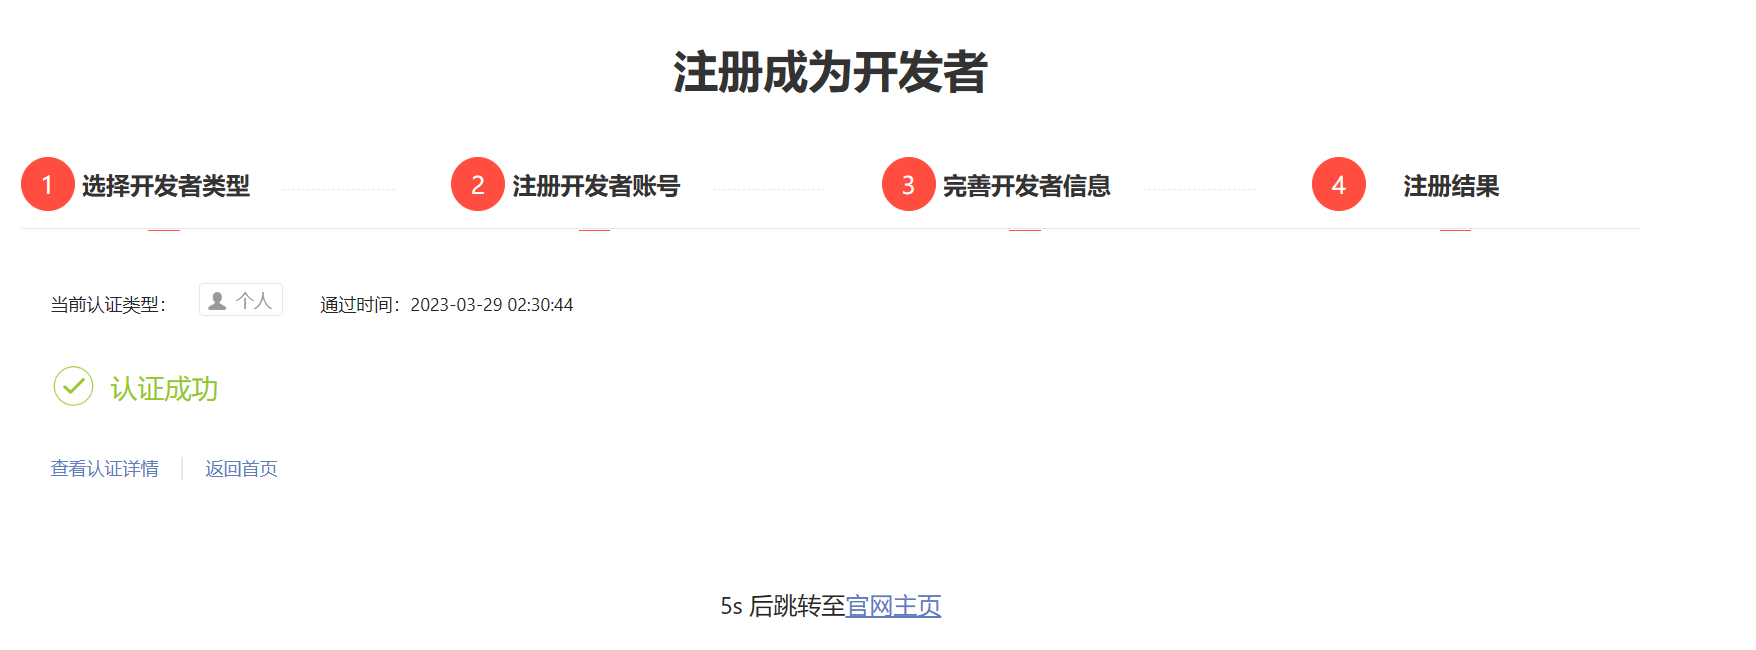 注册成为开发者
1 选择开发者类型 2 注册开发者账号 3 完善开发者信息 4 注册结果
当前认证类型： 个人 通过时间：2023-03-29 02:30:44
认证成功
查看认证详情 返回首页
5s 后跳转至官网主页